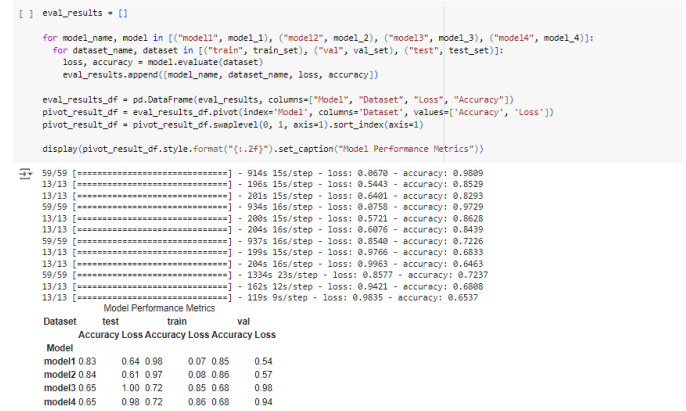 [ ] eval_results = []
for model_name, model in [("model1", model_1), ("model2", model_2), ("model3", model_3), ("model4", model_4)]:
for dataset_name, dataset in [("train", train_set), ("val", val_set), ("test", test_set)]:
loss, accuracy = model.evaluate(dataset)
eval_results.append([model_name, dataset_name, loss, accuracy])
eval_results_df = pd.DataFrame(eval_results, columns=["Model", "Dataset", "Loss", "Accuracy"])
pivot_result_df = eval_results_df.pivot(index='Model', columns='Dataset', values=['Accuracy', 'Loss'])
pivot_result_df = pivot_result_df.swaplevel(0, 1, axis=1).sort_index(axis=1)
display(pivot_result_df.style.format("{:.2f}").set_caption("Model Performance Metrics"))
59/59 [==============================] - 914s 15s/step - loss: 0.0670 - accuracy: 0.9809
13/13 [==============================] - 196s 15s/step - loss: 0.5443 - accuracy: 0.8529
13/13 [==============================] - 201s 15s/step - loss: 0.6401 - accuracy: 0.8293
59/59 [==============================] - 934s 16s/step - loss: 0.0758 - accuracy: 0.9729
13/13 [==============================] - 200s 15s/step - loss: 0.5721 - accuracy: 0.8628
13/13 [==============================] - 204s 16s/step - loss: 0.6076 - accuracy: 0.8439
59/59 [==============================] - 937s 16s/step - loss: 0.8540 - accuracy: 0.7226
13/13 [==============================] - 199s 15s/step - loss: 0.9766 - accuracy: 0.6833
13/13 [==============================] - 204s 16s/step - loss: 0.9963 - accuracy: 0.6463
59/59 [==============================] - 1334s 23s/step - loss: 0.8577 - accuracy: 0.7237
13/13 [==============================] - 162s 12s/step - loss: 0.9421 - accuracy: 0.6808
13/13 [==============================] - 119s 9s/step - loss: 0.9835 - accuracy: 0.6537
Model Performance Metrics
Dataset test train val
Accuracy Loss Accuracy Loss Accuracy Loss
Model
model1 0.83 0.64 0.98 0.07 0.85 0.54
model2 0.84 0.61 0.97 0.08 0.86 0.57
model3 0.65 1.00 0.72 0.85 0.68 0.98
model4 0.65 0.98 0.72 0.86 0.68 0.94